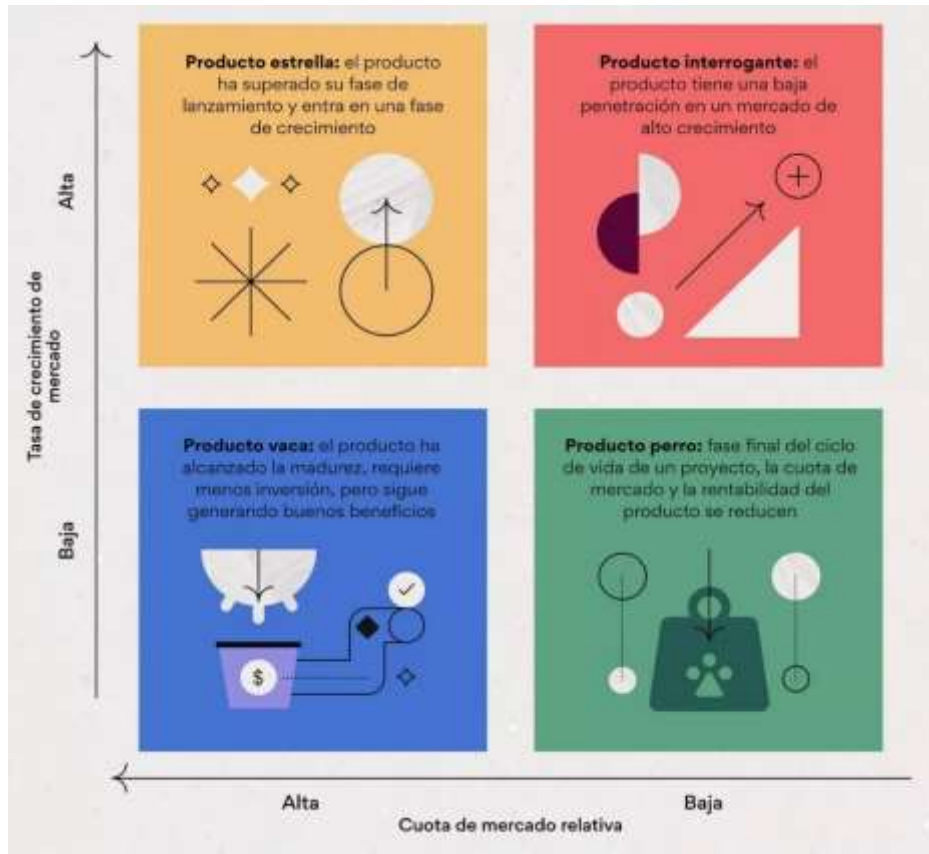 Producto estrella: el producto
ha superado su fase de
lanzamiento y entra en una fase
de crecimiento
Producto interrogante: el
producto tiene una baja
penetración en un mercado de
alto crecimiento
Alta
Tasa de crecimiento de
mercado
Baja
Producto vaca: el producto ha
alcanzado la madurez, requiere
menos inversión, pero sigue
generando buenos beneficios
$
Producto perro: fase final del ciclo
de vida de un proyecto, la cuota de
mercado y la rentabilidad del
producto se reducen
Alta
Baja
Cuota de mercado relativa